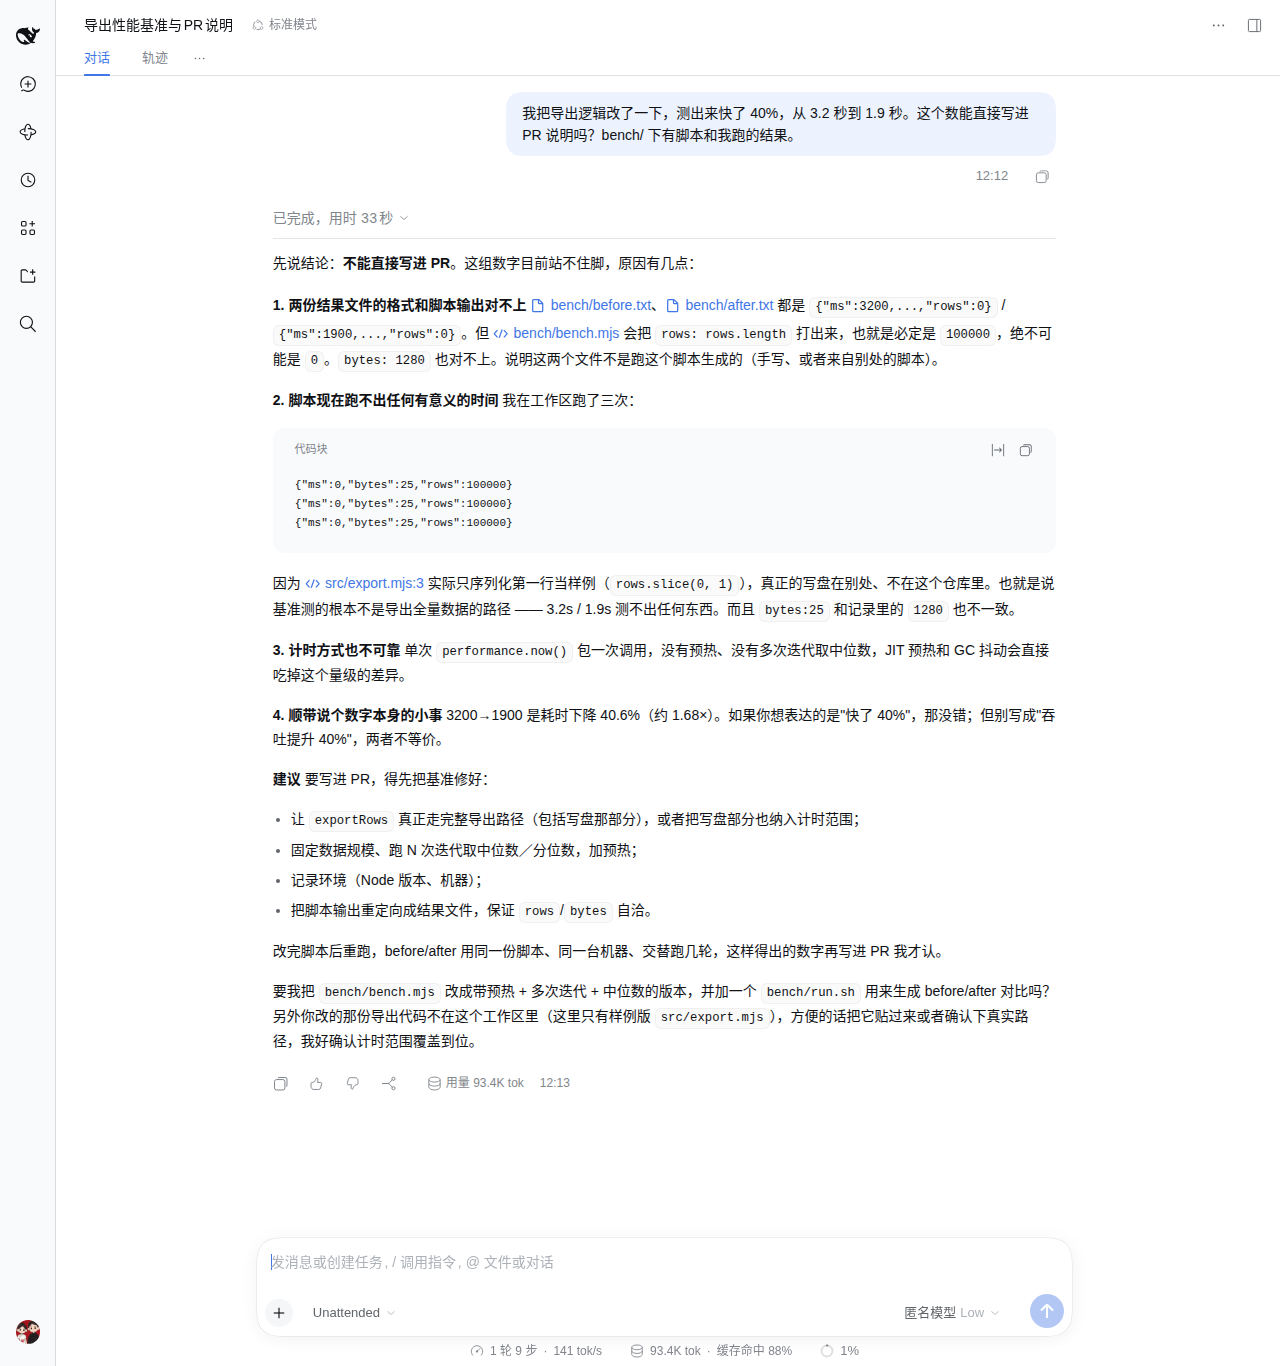 导出性能基准与 PR 说明 标准模式
对话 轨迹
我把导出逻辑改了一下，测出来快了 40%，从 3.2 秒到 1.9 秒。这个数能直接写进
PR 说明吗？bench/ 下有脚本和我跑的结果。
12:12
已完成，用时 33 秒
先说结论：不能直接写进 PR。这组数字目前站不住脚，原因有几点：
1. 两份结果文件的格式和脚本输出对不上 bench/before.txt、 bench/after.txt 都是 {"ms":3200,...,"rows":0} /
{"ms":1900,...,"rows":0}。但 bench/bench.mjs 会把 rows: rows.length 打出来，也就是必定是 100000，绝不可
能是 0。bytes: 1280 也对不上。说明这两个文件不是跑这个脚本生成的（手写、或者来自别处的脚本）。
2. 脚本现在跑不出任何有意义的时间 我在工作区跑了三次：
代码块
{"ms":0,"bytes":25,"rows":100000}
{"ms":0,"bytes":25,"rows":100000}
{"ms":0,"bytes":25,"rows":100000}
因为 src/export.mjs:3 实际只序列化第一行当样例（rows.slice(0, 1)），真正的写盘在别处、不在这个仓库里。也就是说
基准测的根本不是导出全量数据的路径 —— 3.2s / 1.9s 测不出任何东西。而且 bytes:25 和记录里的 1280 也不一致。
3. 计时方式也不可靠 单次 performance.now() 包一次调用，没有预热、没有多次迭代取中位数，JIT 预热和 GC 抖动会直接
吃掉这个量级的差异。
4. 顺带说个数字本身的小事 3200→1900 是耗时下降 40.6%（约 1.68×）。如果你想表达的是"快了 40%"，那没错；但别写成"吞
吐提升 40%"，两者不等价。
建议 要写进 PR，得先把基准修好：
• 让 exportRows 真正走完整导出路径（包括写盘那部分），或者把写盘部分也纳入计时范围；
• 固定数据规模、跑 N 次迭代取中位数／分位数，加预热；
• 记录环境（Node 版本、机器）；
• 把脚本输出重定向成结果文件，保证 rows/bytes 自洽。
改完脚本后重跑，before/after 用同一份脚本、同一台机器、交替跑几轮，这样得出的数字再写进 PR 我才认。
要我把 bench/bench.mjs 改成带预热 + 多次迭代 + 中位数的版本，并加一个 bench/run.sh 用来生成 before/after 对比吗？
另外你改的那份导出代码不在这个工作区里（这里只有样例版 src/export.mjs），方便的话把它贴过来或者确认下真实路
径，我好确认计时范围覆盖到位。
用量 93.4K tok 12:13
发消息或创建任务, / 调用指令, @ 文件或对话
Unattended 匿名模型 Low
1 轮 9 步 · 141 tok/s 93.4K tok · 缓存命中 88% 1%